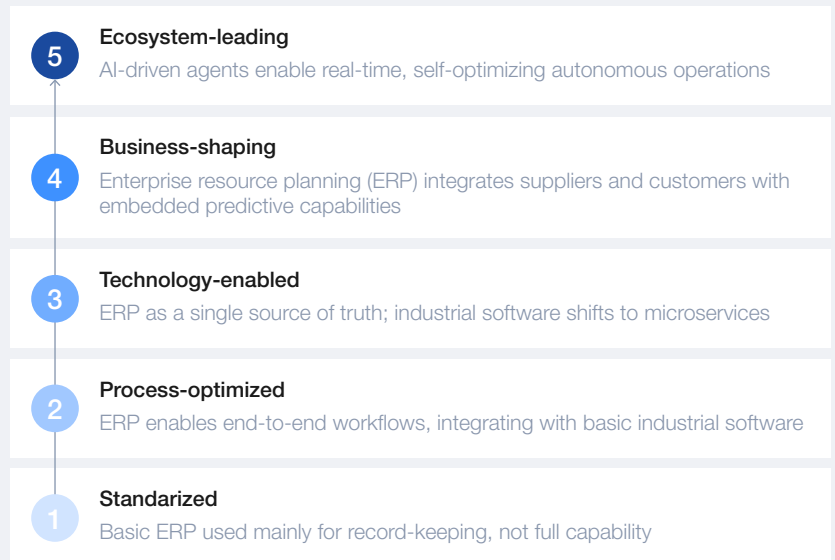 5
Ecosystem-leading
AI-driven agents enable real-time, self-optimizing autonomous operations
4
Business-shaping
Enterprise resource planning (ERP) integrates suppliers and customers with
embedded predictive capabilities
3
Technology-enabled
ERP as a single source of truth; industrial software shifts to microservices
2
Process-optimized
ERP enables end-to-end workflows, integrating with basic industrial software
1
Standarized
Basic ERP used mainly for record-keeping, not full capability